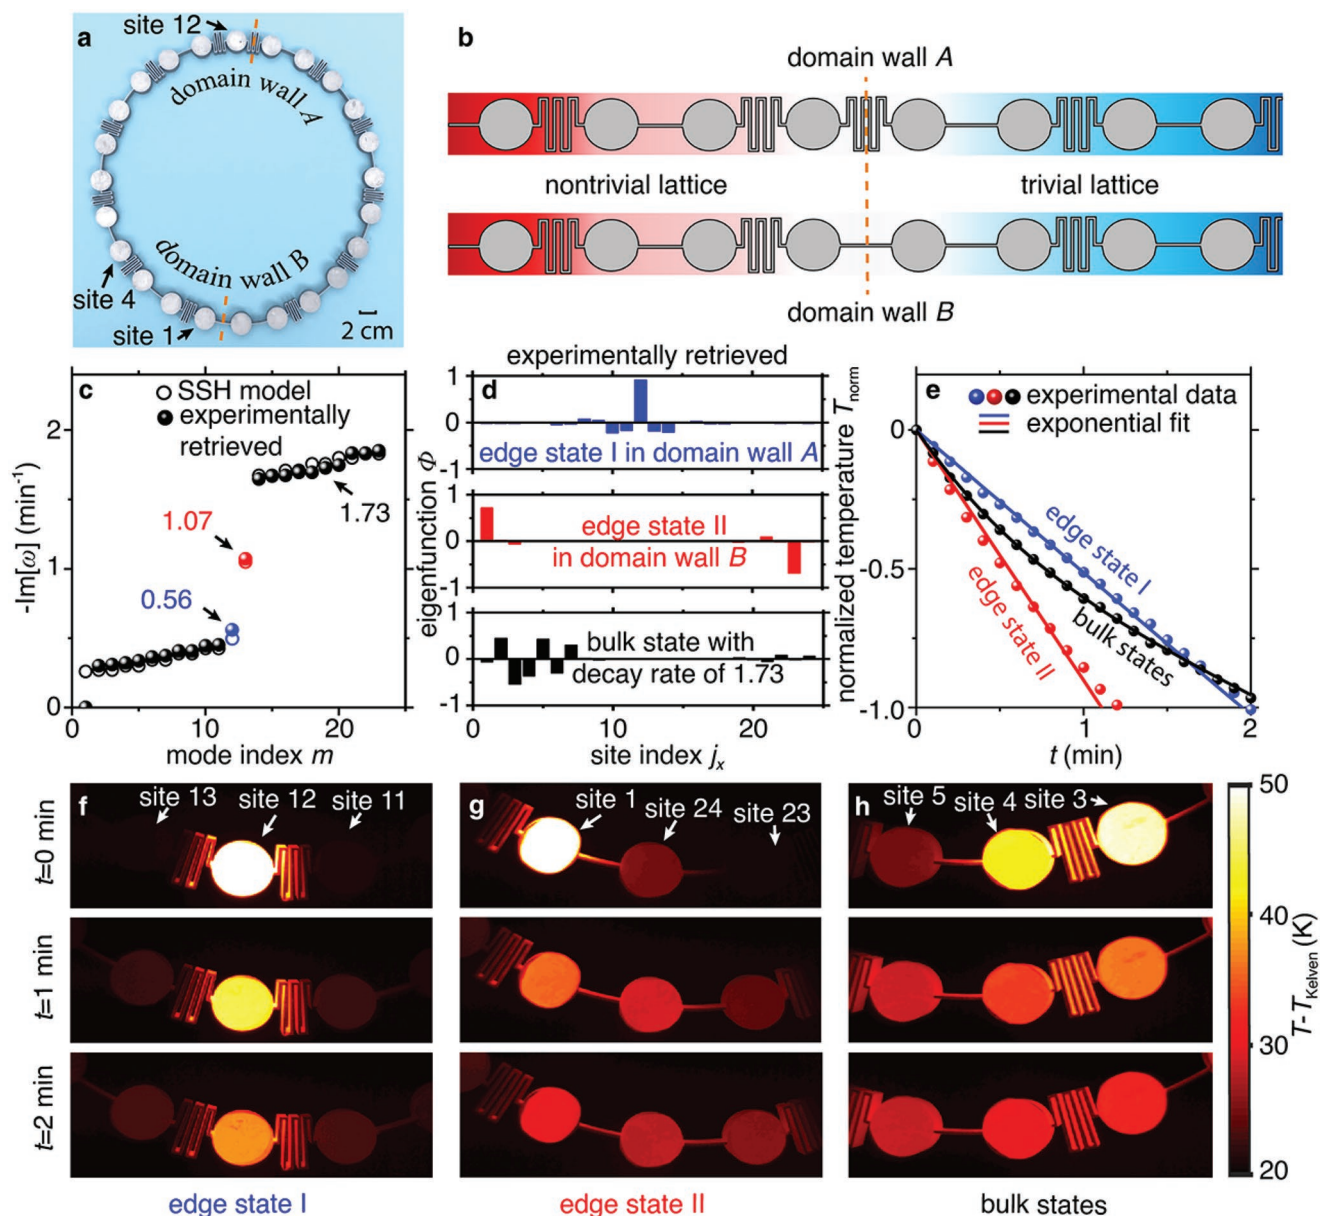 a
site 12
domain wall A
domain wall B
site 4
site 1
2 cm
b
domain wall A
nontrivial lattice
trivial lattice
domain wall B
c
SSH model
experimentally
retrieved
1.73
1.07
0.56
-Im[ω] (min⁻¹)
2
1
0
0
10
20
mode index m
experimentally retrieved
d
1
0
-1
edge state I in domain wall A
1
0
-1
edge state II
in domain wall B
1
0
-1
bulk state with
decay rate of 1.73
eigenfunction Φ
0
10
20
site index jₓ
normalized temperature Tnorm
e
experimental data
exponential fit
0
-0.5
-1.0
edge state I
edge state II
bulk states
0
1
2
t (min)
f
site 13
site 12
site 11
g
site 1
site 24
site 23
h
site 5
site 4
site 3
t=0 min
t=1 min
t=2 min
50
40
30
20
T-TKelven (K)
edge state I
edge state II
bulk states